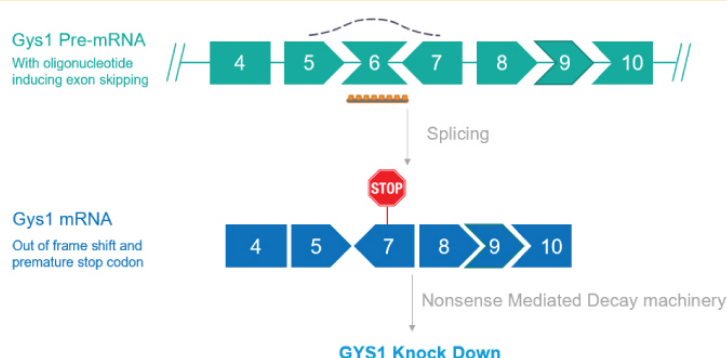 Gys1 Pre-mRNA
With oligonucleotide
inducing exon skipping
4 5 6 7 8 9 10
Splicing
STOP
Gys1 mRNA
Out of frame shift and
premature stop codon
4 5 7 8 9 10
Nonsense Mediated Decay machinery
GYS1 Knock Down